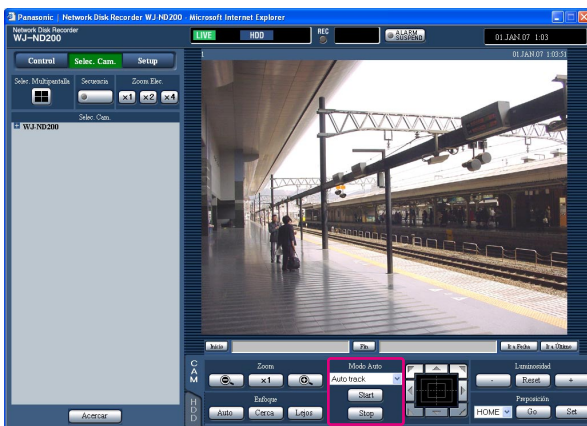 Panasonic | Network Disk Recorder WJ-ND200 - Microsoft Internet Explorer
Network Disk Recorder
WJ-ND200
LIVE HDD REC ALARM SUSPEND 01.JAN.07 1:03
Control Selec. Cam. Setup
1 01.JAN.07 1:03:51
Selec. Multipantalla Secuencia Zoom Elec.
x1 x2 x4
Selec. Cam.
WJ-ND200
Inicio Fin Ir a Fecha Ir a Último
CAM
Zoom Modo Auto Luminosidad
x1 Auto track - Reset +
Enfoque Start Preposición
HDD
Auto Cerca Lejos Stop HOME Go Set
Acercar